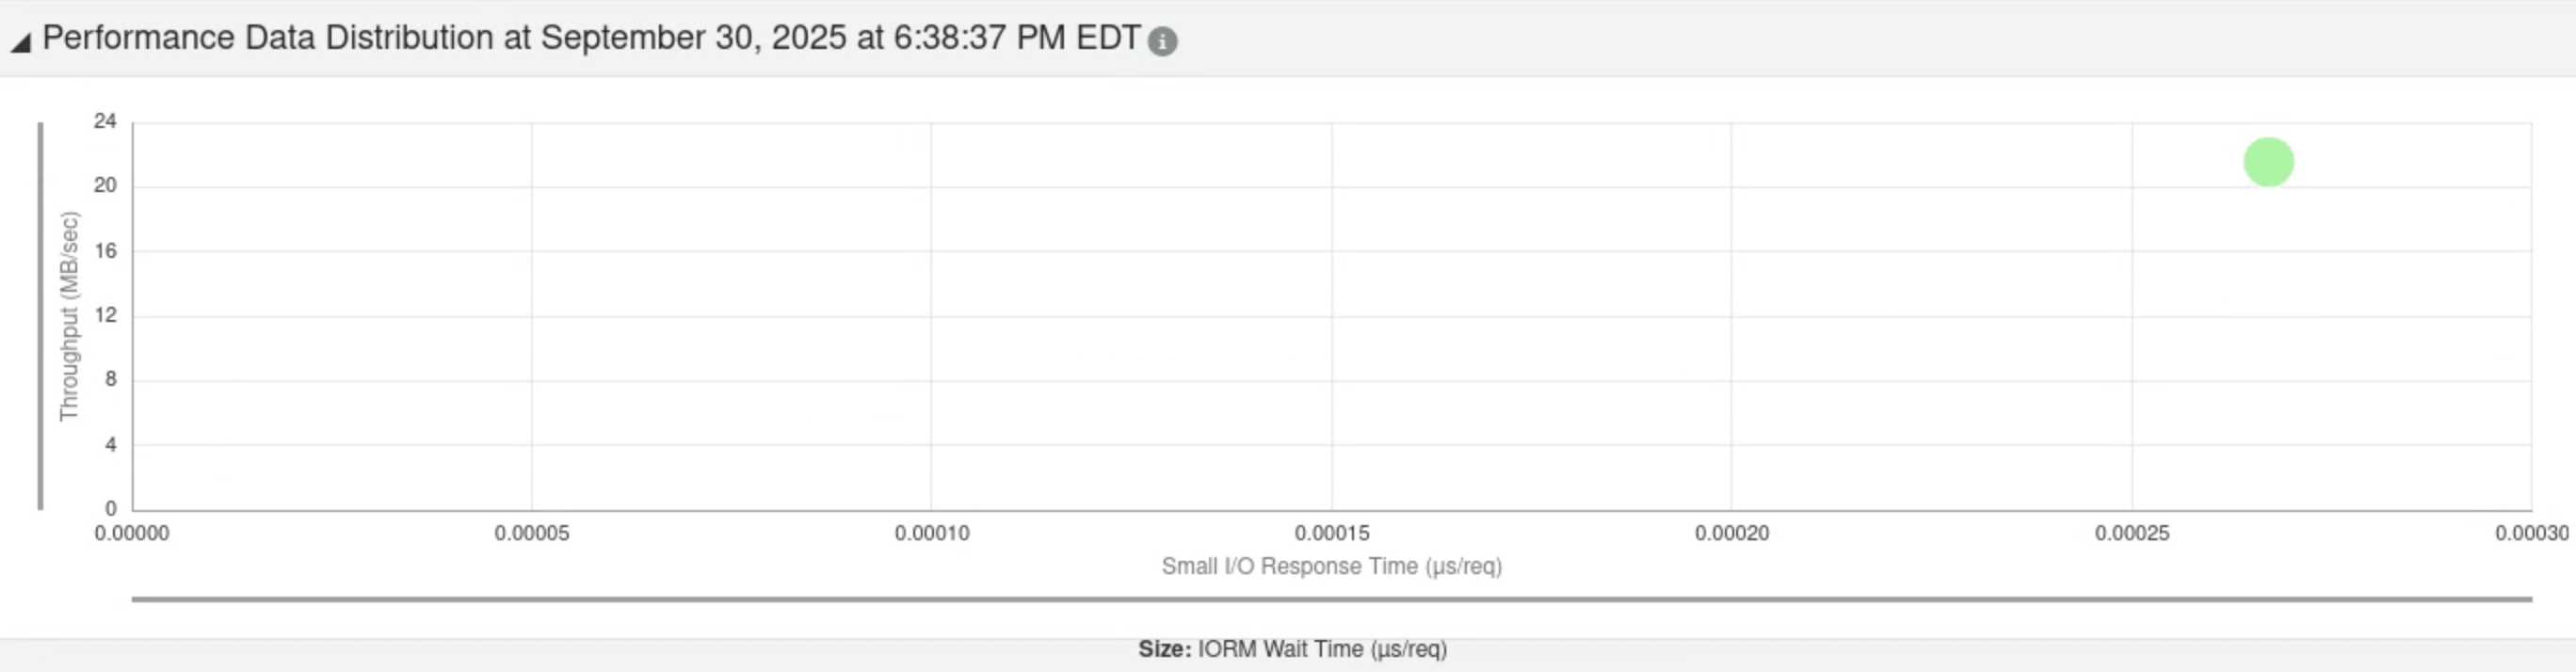 Performance Data Distribution at September 30, 2025 at 6:38:37 PM EDT
Throughput (MB/sec)
24
20
16
12
8
4
0
0.00000 0.00005 0.00010 0.00015 0.00020 0.00025 0.00030
Small I/O Response Time (µs/req)
Size: IORM Wait Time (µs/req)